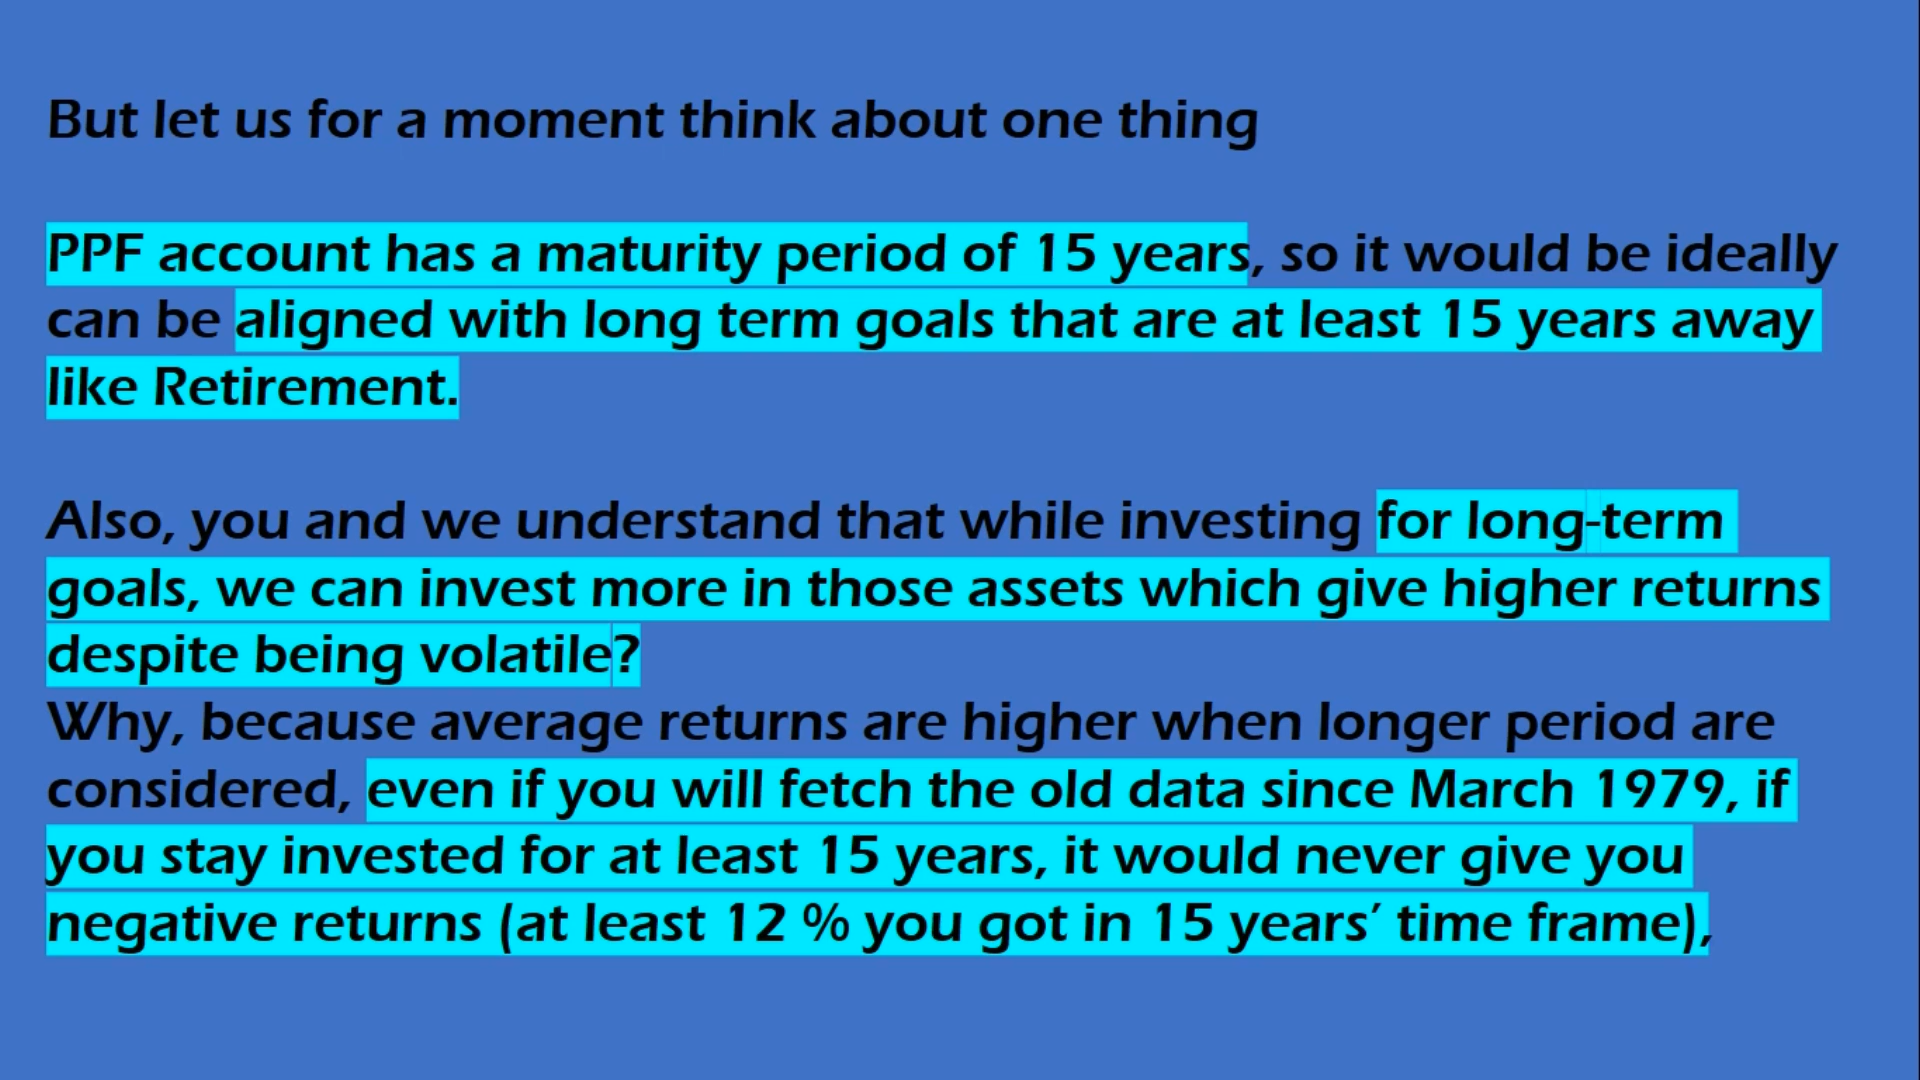 But let us for a moment think about one thing
PPF account has a maturity period of 15 years, so it would be ideally
can be aligned with long term goals that are at least 15 years away
like Retirement.
Also, you and we understand that while investing for long-term
goals, we can invest more in those assets which give higher returns
despite being volatile?
Why, because average returns are higher when longer period are
considered, even if you will fetch the old data since March 1979, if
you stay invested for at least 15 years, it would never give you
negative returns (at least 12 % you got in 15 years’ time frame),